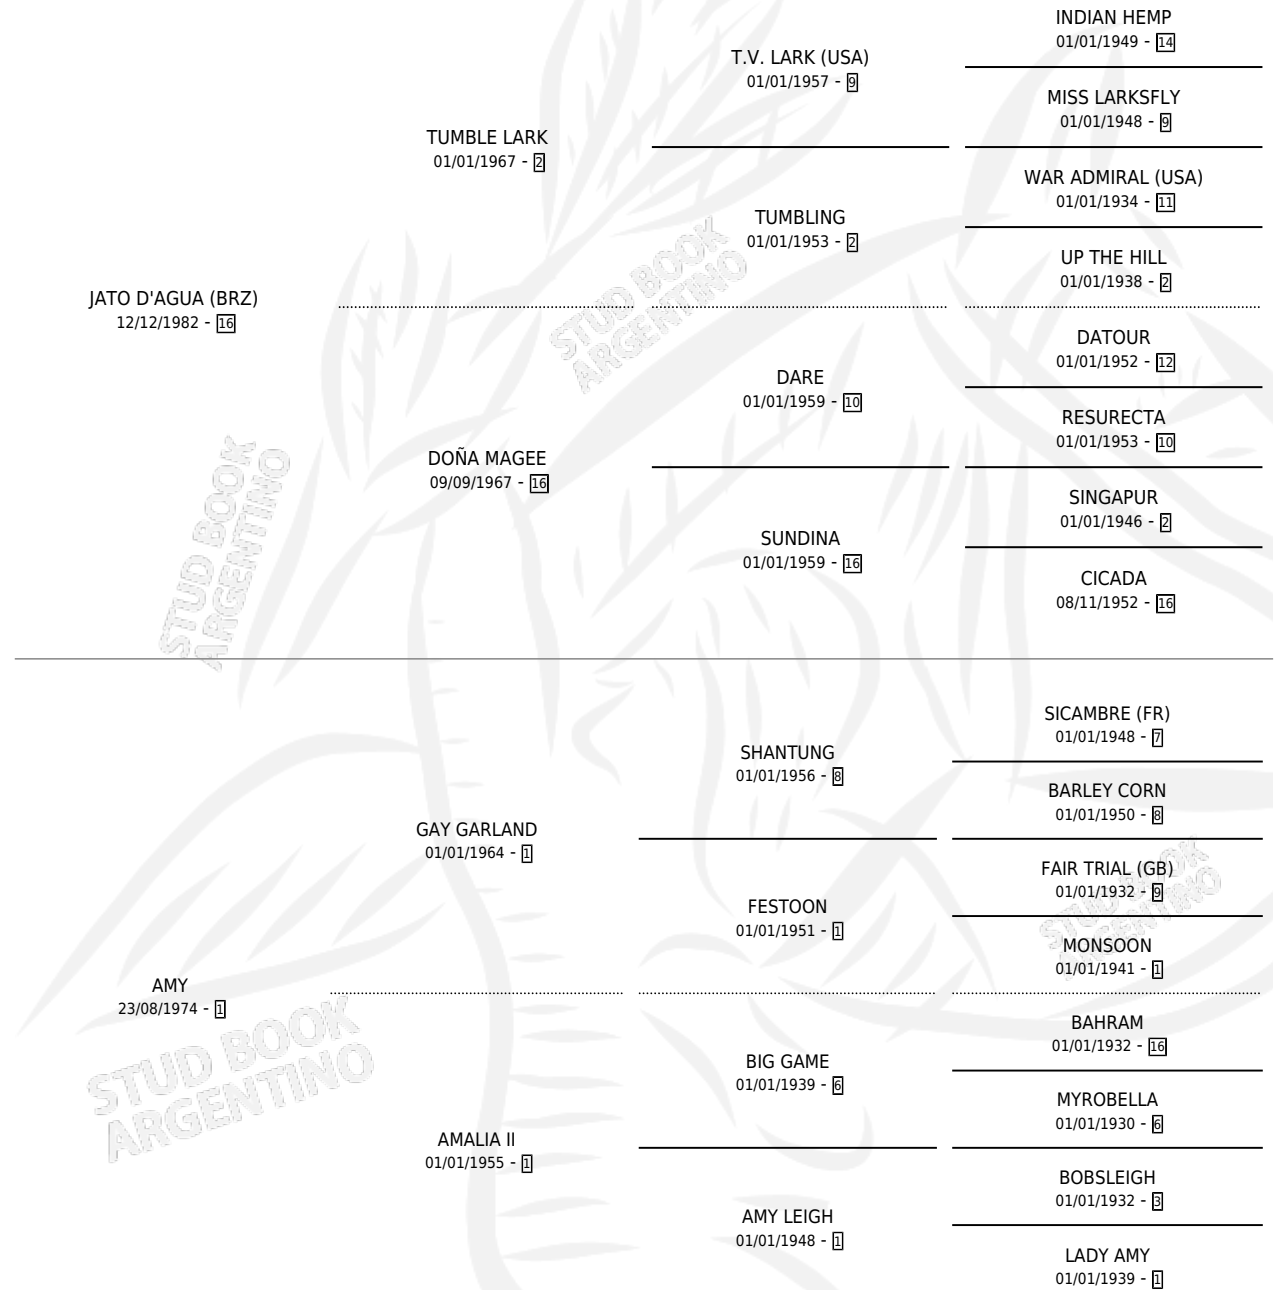 INDIAN HEMP
01/01/1949 - 14
T.V. LARK (USA)
01/01/1957 - 9
MISS LARKSFLY
01/01/1948 - 9
TUMBLE LARK
01/01/1967 - 2
WAR ADMIRAL (USA)
01/01/1934 - 11
TUMBLING
01/01/1953 - 2
UP THE HILL
01/01/1938 - 2
JATO D'AGUA (BRZ)
12/12/1982 - 16
STUD BOOK
ARGENTINO
DATOUR
01/01/1952 - 12
DARE
01/01/1959 - 10
RESURECTA
01/01/1953 - 10
DOÑA MAGEE
09/09/1967 - 16
SINGAPUR
01/01/1946 - 2
SUNDINA
01/01/1959 - 16
CICADA
08/11/1952 - 16
STUD BOOK
ARGENTINO
SICAMBRE (FR)
01/01/1948 - 7
SHANTUNG
01/01/1956 - 8
BARLEY CORN
01/01/1950 - 8
GAY GARLAND
01/01/1964 - 1
FAIR TRIAL (GB)
01/01/1932 - 9
FESTOON
01/01/1951 - 1
MONSOON
01/01/1941 - 1
STUD BOOK
ARGENTINO
AMY
23/08/1974 - 1
BAHRAM
01/01/1932 - 16
BIG GAME
01/01/1939 - 6
MYROBELLA
01/01/1930 - 6
STUD BOOK
ARGENTINO
AMALIA II
01/01/1955 - 1
BOBSLEIGH
01/01/1932 - 3
AMY LEIGH
01/01/1948 - 1
LADY AMY
01/01/1939 - 1